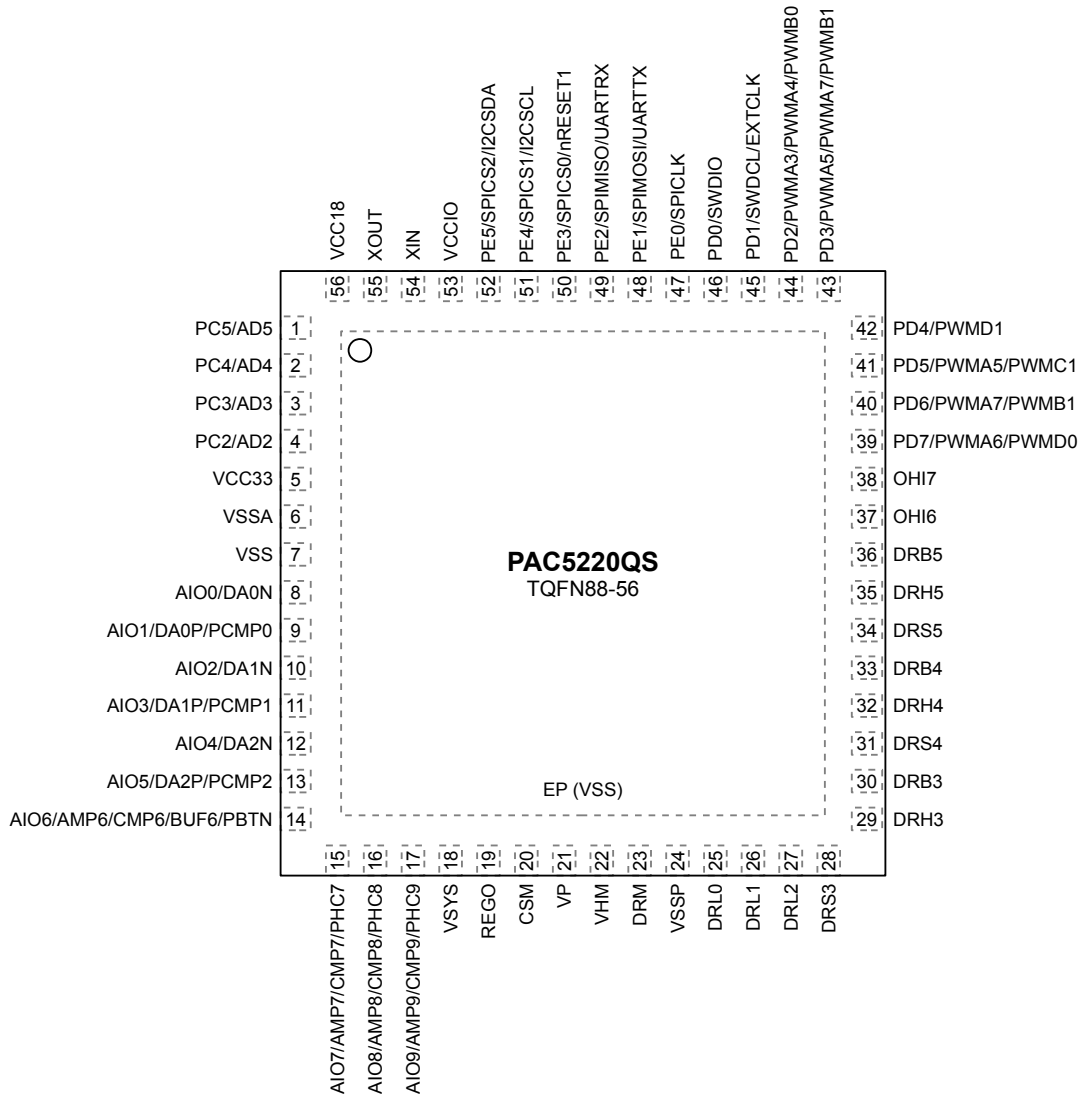 VCC18
XOUT
XIN
VCCIO
PE5/SPICS2/I2CSDA
PE4/SPICS1/I2CSCL
PE3/SPICS0/nRESET1
PE2/SPIMISO/UARTRX
PE1/SPIMOSI/UARTTX
PE0/SPICLK
PD0/SWDIO
PD1/SWDCL/EXTCLK
PD2/PWMA3/PWMA4/PWMB0
PD3/PWMA5/PWMA7/PWMB1
56
55
54
53
52
51
50
49
48
47
46
45
44
43
PC5/AD5 1
PC4/AD4 2
PC3/AD3 3
PC2/AD2 4
VCC33 5
VSSA 6
VSS 7
AIO0/DA0N 8
AIO1/DA0P/PCMP0 9
AIO2/DA1N 10
AIO3/DA1P/PCMP1 11
AIO4/DA2N 12
AIO5/DA2P/PCMP2 13
AIO6/AMP6/CMP6/BUF6/PBTN 14
PAC5220QS
TQFN88-56
EP (VSS)
42 PD4/PWMD1
41 PD5/PWMA5/PWMC1
40 PD6/PWMA7/PWMB1
39 PD7/PWMA6/PWMD0
38 OHI7
37 OHI6
36 DRB5
35 DRH5
34 DRS5
33 DRB4
32 DRH4
31 DRS4
30 DRB3
29 DRH3
15
16
17
18
19
20
21
22
23
24
25
26
27
28
AIO7/AMP7/CMP7/PHC7
AIO8/AMP8/CMP8/PHC8
AIO9/AMP9/CMP9/PHC9
VSYS
REGO
CSM
VP
VHM
DRM
VSSP
DRL0
DRL1
DRL2
DRS3